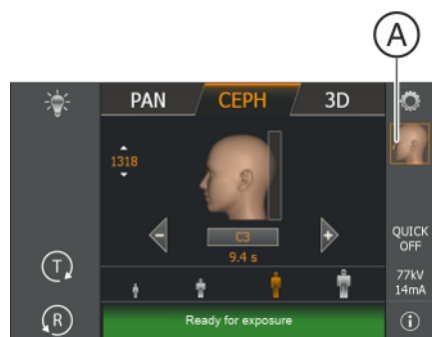 A
PAN CEPH 3D
1318
C3
9.4 s
QUICK
OFF
T
77kV
14mA
R
Ready for exposure
i